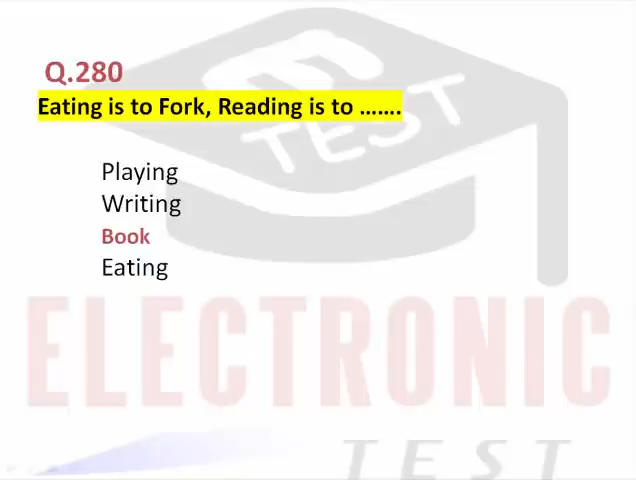 Q.280
Eating is to Fork, Reading is to .......
Playing
Writing
Book
Eating
TEST
ELECTRONIC
TEST